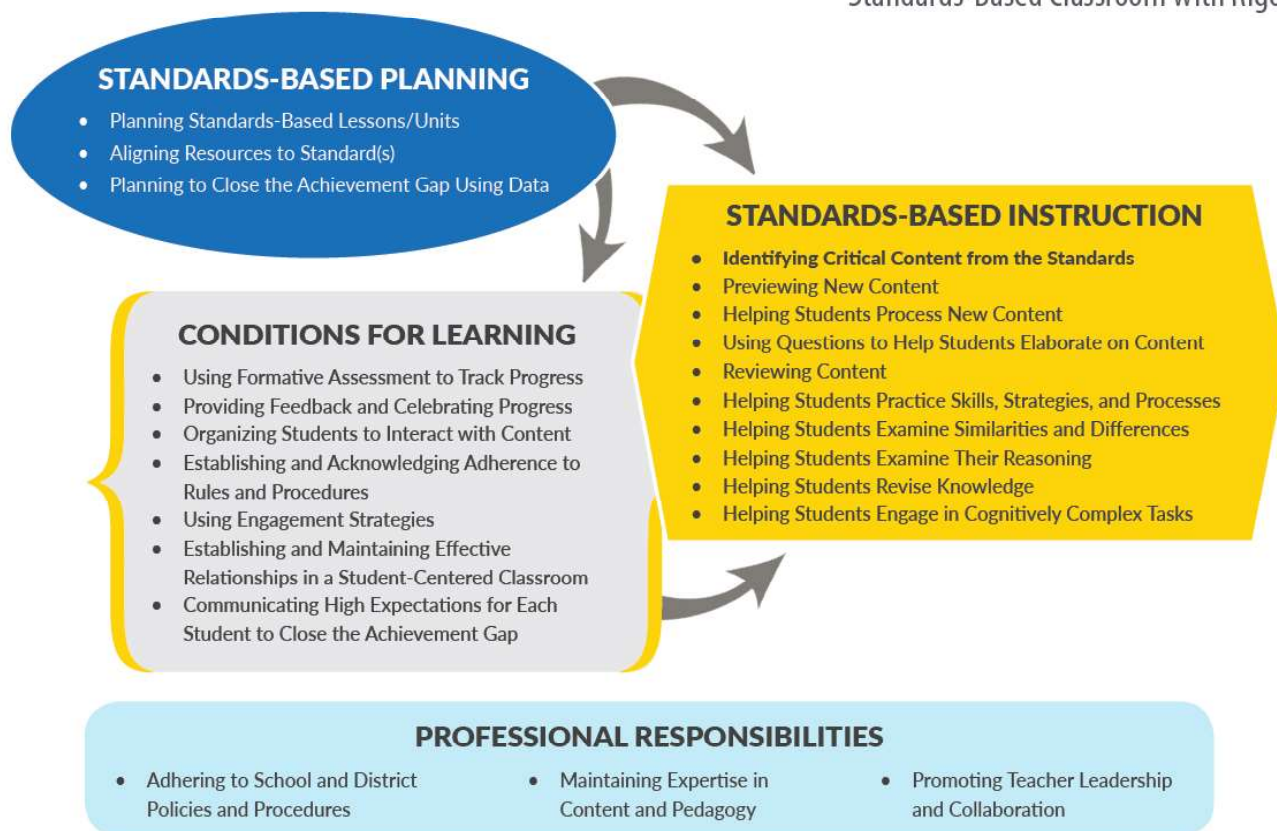 STANDARDS-BASED PLANNING
• Planning Standards-Based Lessons/Units
• Aligning Resources to Standard(s)
• Planning to Close the Achievement Gap Using Data
STANDARDS-BASED INSTRUCTION
• Identifying Critical Content from the Standards
• Previewing New Content
• Helping Students Process New Content
• Using Questions to Help Students Elaborate on Content
• Reviewing Content
• Helping Students Practice Skills, Strategies, and Processes
• Helping Students Examine Similarities and Differences
• Helping Students Examine Their Reasoning
• Helping Students Revise Knowledge
• Helping Students Engage in Cognitively Complex Tasks
CONDITIONS FOR LEARNING
• Using Formative Assessment to Track Progress
• Providing Feedback and Celebrating Progress
• Organizing Students to Interact with Content
• Establishing and Acknowledging Adherence to
Rules and Procedures
• Using Engagement Strategies
• Establishing and Maintaining Effective
Relationships in a Student-Centered Classroom
• Communicating High Expectations for Each
Student to Close the Achievement Gap
PROFESSIONAL RESPONSIBILITIES
• Adhering to School and District
Policies and Procedures
• Maintaining Expertise in
Content and Pedagogy
• Promoting Teacher Leadership
and Collaboration